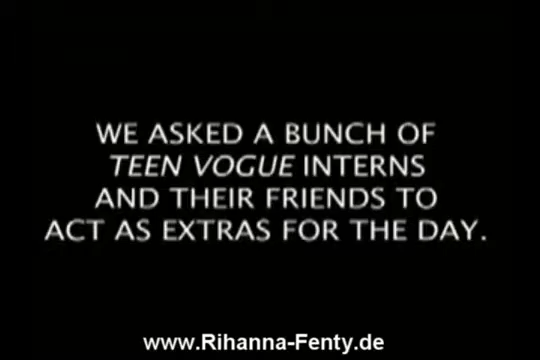 WE ASKED A BUNCH OF
TEEN VOGUE INTERNS
AND THEIR FRIENDS TO
ACT AS EXTRAS FOR THE DAY.
www.Rihanna-Fenty.de